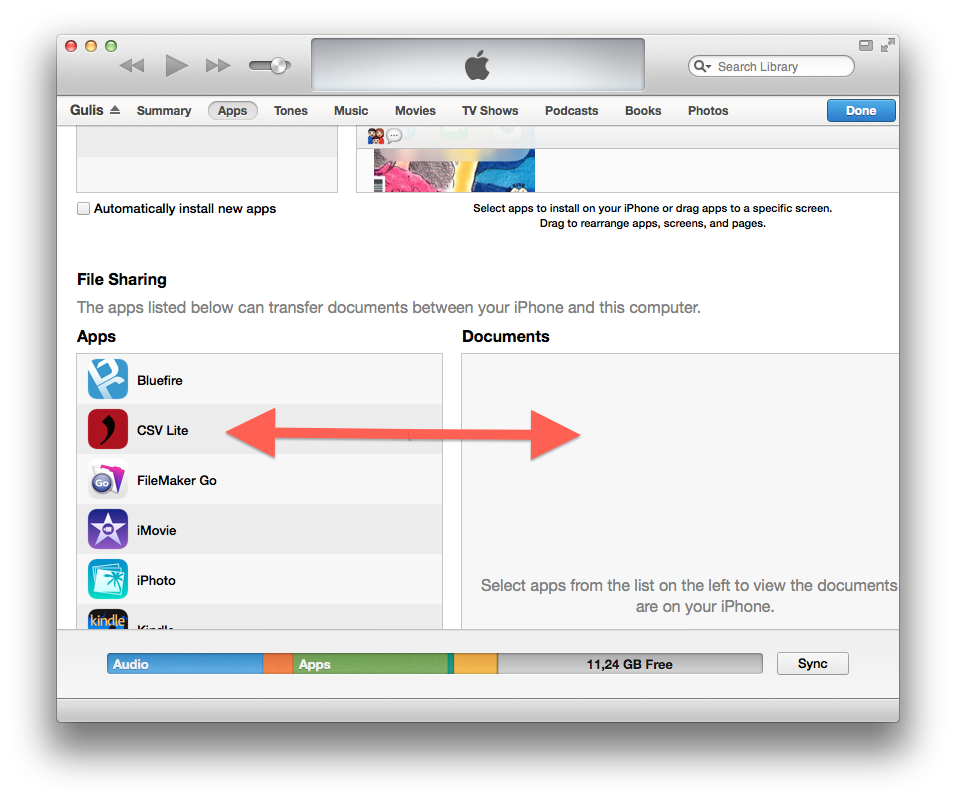 Search Library
Gulis Summary Apps Tones Music Movies TV Shows Podcasts Books Photos Done
Automatically install new apps
Select apps to install on your iPhone or drag apps to a specific screen.
Drag to rearrange apps, screens, and pages.
File Sharing
The apps listed below can transfer documents between your iPhone and this computer.
Apps
Documents
Bluefire
CSV Lite
Go
FileMaker Go
iMovie
iPhoto
kindle
Kindle
Select apps from the list on the left to view the documents
are on your iPhone.
Audio Apps 11,24 GB Free Sync